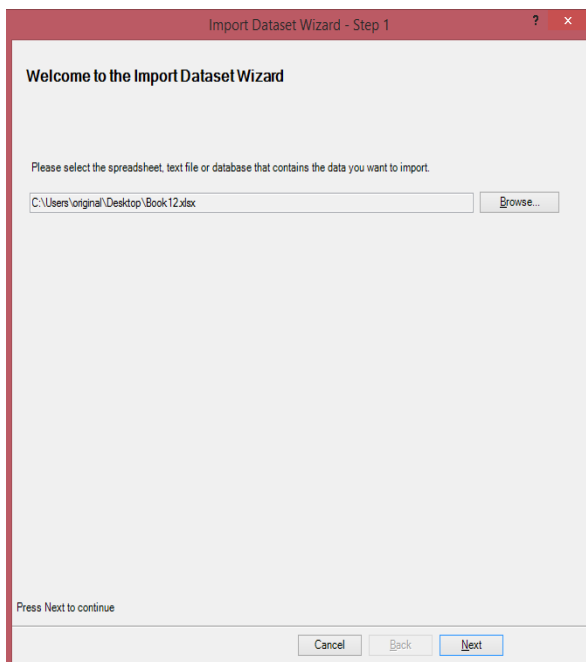 Import Dataset Wizard - Step 1
? x
Welcome to the Import Dataset Wizard
Please select the spreadsheet, text file or database that contains the data you want to import.
C:\Users\original\Desktop\Book12.xlsx Browse...
Press Next to continue
Cancel Back Next